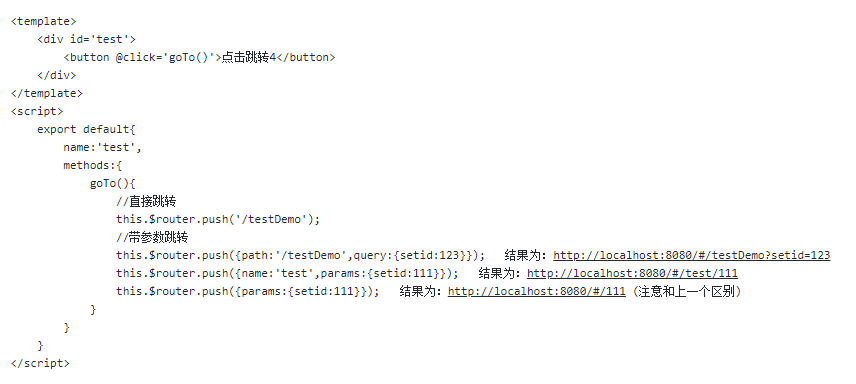 <template>
    <div id='test'>
        <button @click='goTo()'>点击跳转4</button>
    </div>
</template>
<script>
    export default{
        name:'test',
        methods:{
            goTo(){
                //直接跳转
                this.$router.push('/testDemo');
                //带参数跳转
                this.$router.push({path:'/testDemo',query:{setid:123}});   结果为：http://localhost:8080/#/testDemo?setid=123
                this.$router.push({name:'test',params:{setid:111}});   结果为：http://localhost:8080/#/test/111
                this.$router.push({params:{setid:111}});   结果为：http://localhost:8080/#/111（注意和上一个区别）
            }
        }
    }
</script>